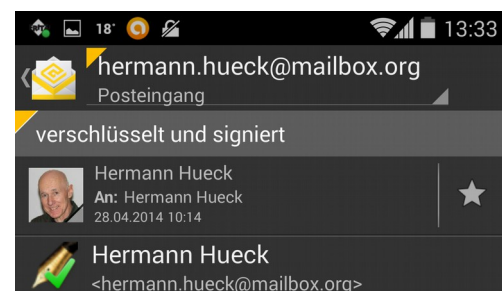 18° 13:33
hermann.hueck@mailbox.org
Posteingang
verschlüsselt und signiert
Hermann Hueck
An: Hermann Hueck
28.04.2014 10:14
Hermann Hueck
<hermann.hueck@mailbox.org>